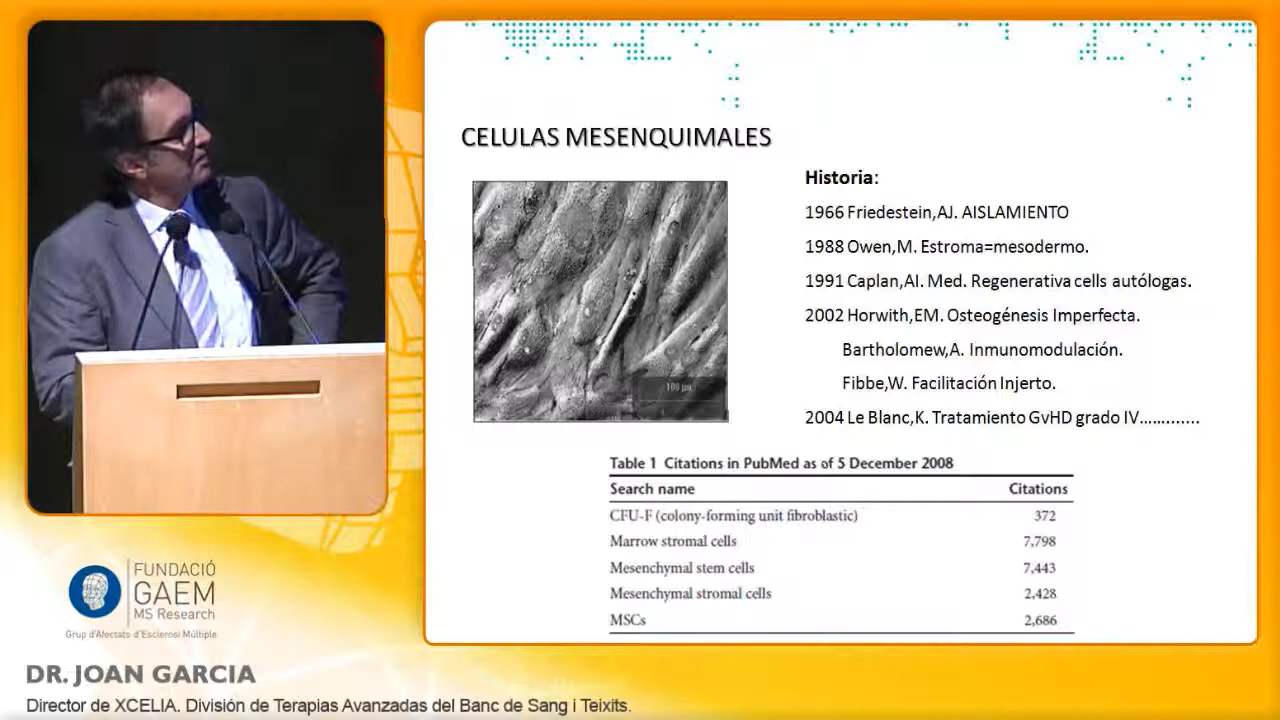 CELULAS MESENQUIMALES
Historia:
1966 Friedestein,AJ. AISLAMIENTO
1988 Owen,M. Estroma=mesodermo.
1991 Caplan,AI. Med. Regenerativa cells autólogas.
2002 Horwith,EM. Osteogénesis Imperfecta.
Bartholomew,A. Inmunomodulación.
Fibbe,W. Facilitación Injerto.
2004 Le Blanc,K. Tratamiento GvHD grado IV...........
100 µm
Table 1 Citations in PubMed as of 5 December 2008
Search name Citations
CFU-F (colony-forming unit fibroblastic) 372
Marrow stromal cells 7,798
Mesenchymal stem cells 7,443
Mesenchymal stromal cells 2,428
MSCs 2,686
FUNDACIÓ
GAEM
MS Research
Grup d'Afectats d'Esclerosi Múltiple
DR. JOAN GARCIA
Director de XCELIA. División de Terapias Avanzadas del Banc de Sang i Teixits.